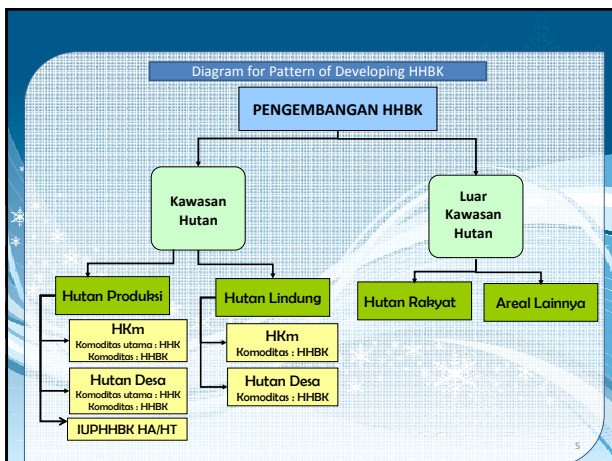 Diagram for Pattern of Developing HHBK
PENGEMBANGAN HHBK
Kawasan
Hutan
Luar
Kawasan
Hutan
Hutan Produksi
Hutan Lindung
Hutan Rakyat
Areal Lainnya
HKm
Komoditas utama : HHK
Komoditas : HHBK
HKm
Komoditas : HHBK
Hutan Desa
Komoditas utama : HHK
Komoditas : HHBK
Hutan Desa
Komoditas : HHBK
IUPHHBK HA/HT
5